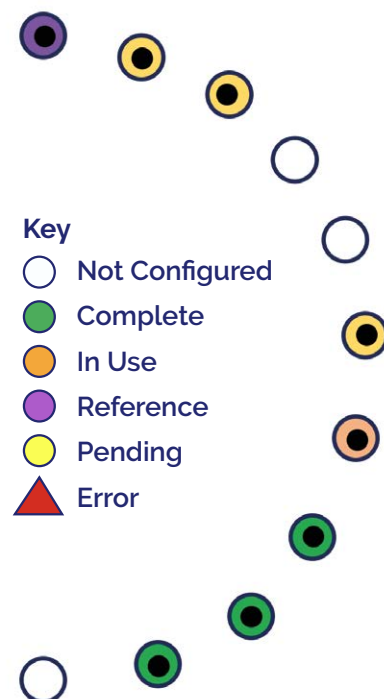 Key
Not Configured
Complete
In Use
Reference
Pending
Error